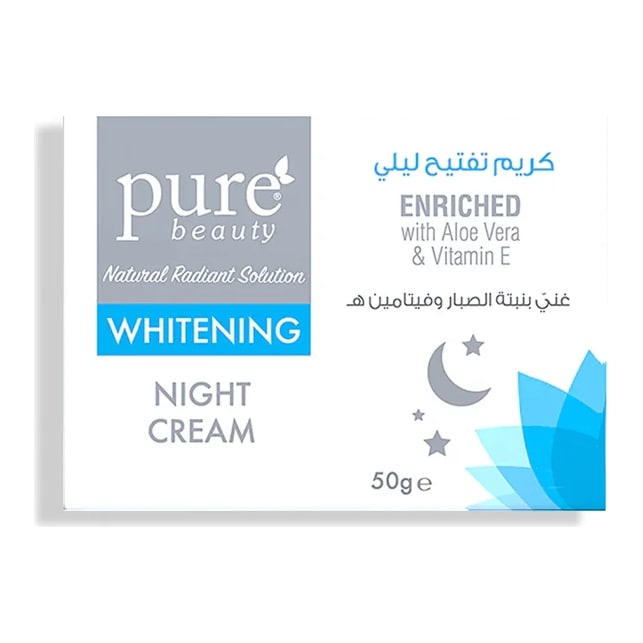 pure®
beauty
Natural Radiant Solution
WHITENING
NIGHT
CREAM
كريم تفتيح ليلي
ENRICHED
with Aloe Vera
& Vitamin E
غنيّ بنبتة الصبار وفيتامين هـ
50g e